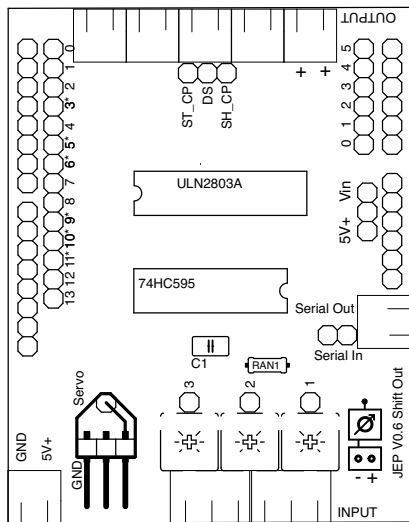 OUTPUT
0
1
2
3*
4
5*
6*
7
8
9*
10*
11*
12
13
ST_CP
DS
SH_CP
+ +
5
4
3
2
1
0
ULN2803A
Vin
5V+
74HC595
Serial Out
Serial In
C1
RAN1
Servo
GND
3
2
1
GND
5V+
JEP V0.6 Shift Out
- +
INPUT